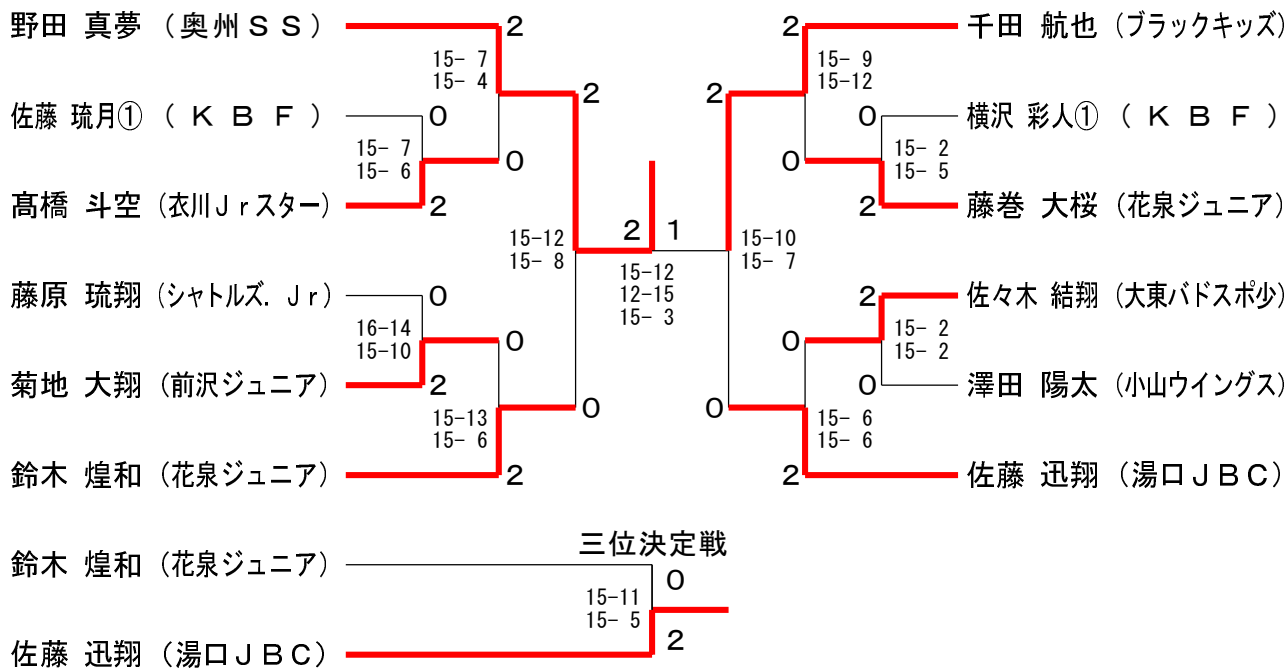 野田 真夢 （奥州ＳＳ） 2 2 千田 航也 （ブラックキッズ）
15- 7 15- 9
15- 4 15-12
2 2
佐藤 琉月① （ＫＢＦ） 0 0 横沢 彩人① （ＫＢＦ）
15- 7 15- 2
15- 6 15- 5
0 0
髙橋 斗空 （衣川Ｊｒスター） 2 2 藤巻 大桜 （花泉ジュニア）
15-12 2 1 15-10
15- 8 15- 7
15-12
12-15
15- 3
藤原 琉翔 （シャトルズ．Ｊｒ） 0 2 佐々木 結翔 （大東バドスポ少）
16-14 15- 2
15-10 15- 2
0 0
菊地 大翔 （前沢ジュニア） 2 0 澤田 陽太 （小山ウイングス）
0 0
15-13 15- 6
15- 6 15- 6
鈴木 煌和 （花泉ジュニア） 2 2 佐藤 迅翔 （湯口ＪＢＣ）
三位決定戦
鈴木 煌和 （花泉ジュニア） 0
15-11
15- 5
佐藤 迅翔 （湯口ＪＢＣ） 2